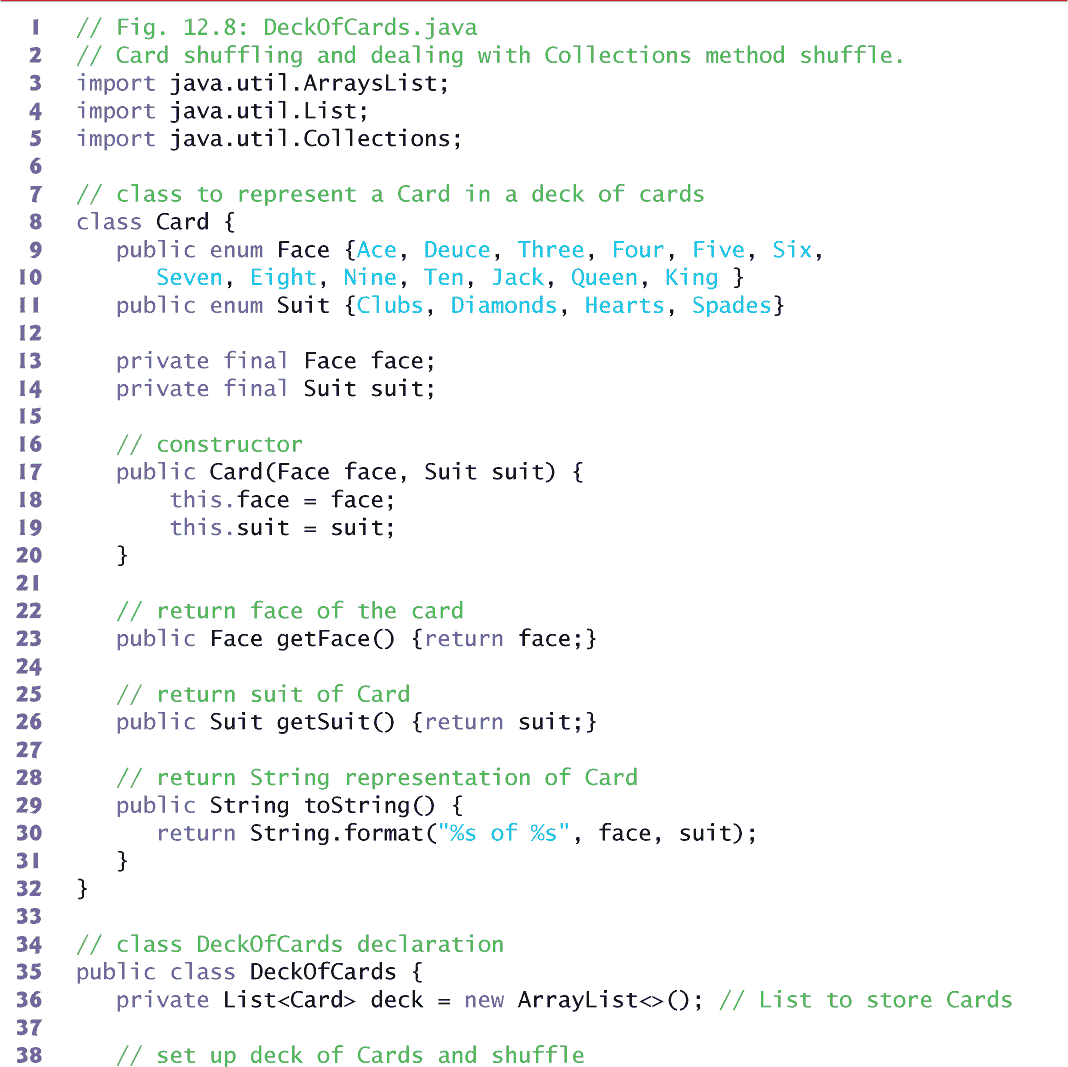 1 // Fig. 12.8: DeckOfCards.java
2 // Card shuffling and dealing with Collections method shuffle.
3 import java.util.ArraysList;
4 import java.util.List;
5 import java.util.Collections;
6
7 // class to represent a Card in a deck of cards
8 class Card {
9 public enum Face {Ace, Deuce, Three, Four, Five, Six,
10 Seven, Eight, Nine, Ten, Jack, Queen, King }
11 public enum Suit {Clubs, Diamonds, Hearts, Spades}
12
13 private final Face face;
14 private final Suit suit;
15
16 // constructor
17 public Card(Face face, Suit suit) {
18 this.face = face;
19 this.suit = suit;
20 }
21
22 // return face of the card
23 public Face getFace() {return face;}
24
25 // return suit of Card
26 public Suit getSuit() {return suit;}
27
28 // return String representation of Card
29 public String toString() {
30 return String.format("%s of %s", face, suit);
31 }
32 }
33
34 // class DeckOfCards declaration
35 public class DeckOfCards {
36 private List<Card> deck = new ArrayList<>(); // List to store Cards
37
38 // set up deck of Cards and shuffle